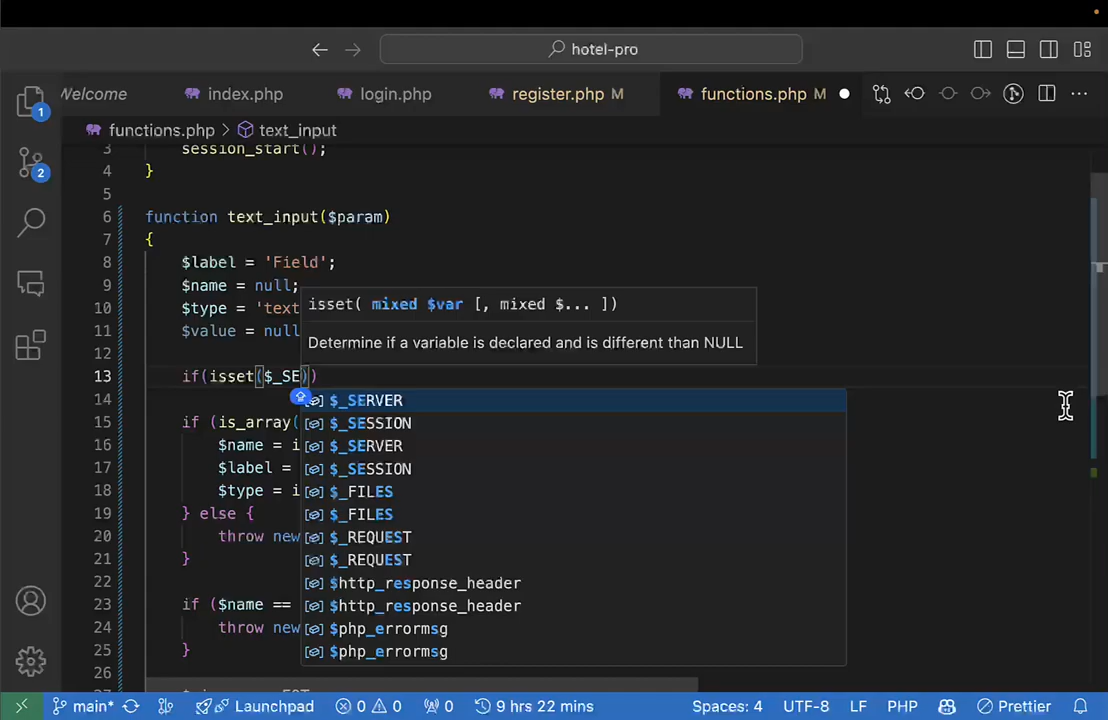 hotel-pro
Welcome index.php login.php register.php M functions.php M
functions.php > text_input
3 session_start();
4 }
5
6 function text_input($param)
7 {
8 $label = 'Field';
9 $name = null;
10 $type = 'text
11 $value = null
12
13 if(isset($_SE))
isset( mixed $var [, mixed $... ])
Determine if a variable is declared and is different than NULL
$_SERVER
$_SESSION
$_SERVER
$_SESSION
$_FILES
$_FILES
$_REQUEST
$_REQUEST
$http_response_header
$http_response_header
$php_errormsg
$php_errormsg
14
15 if (is_array(
16 $name = i
17 $label =
18 $type = i
19 } else {
20 throw new
21 }
22
23 if ($name ==
24 throw new
25 }
26
1
2
main* Launchpad 0 0 0 9 hrs 22 mins Spaces: 4 UTF-8 LF PHP Prettier